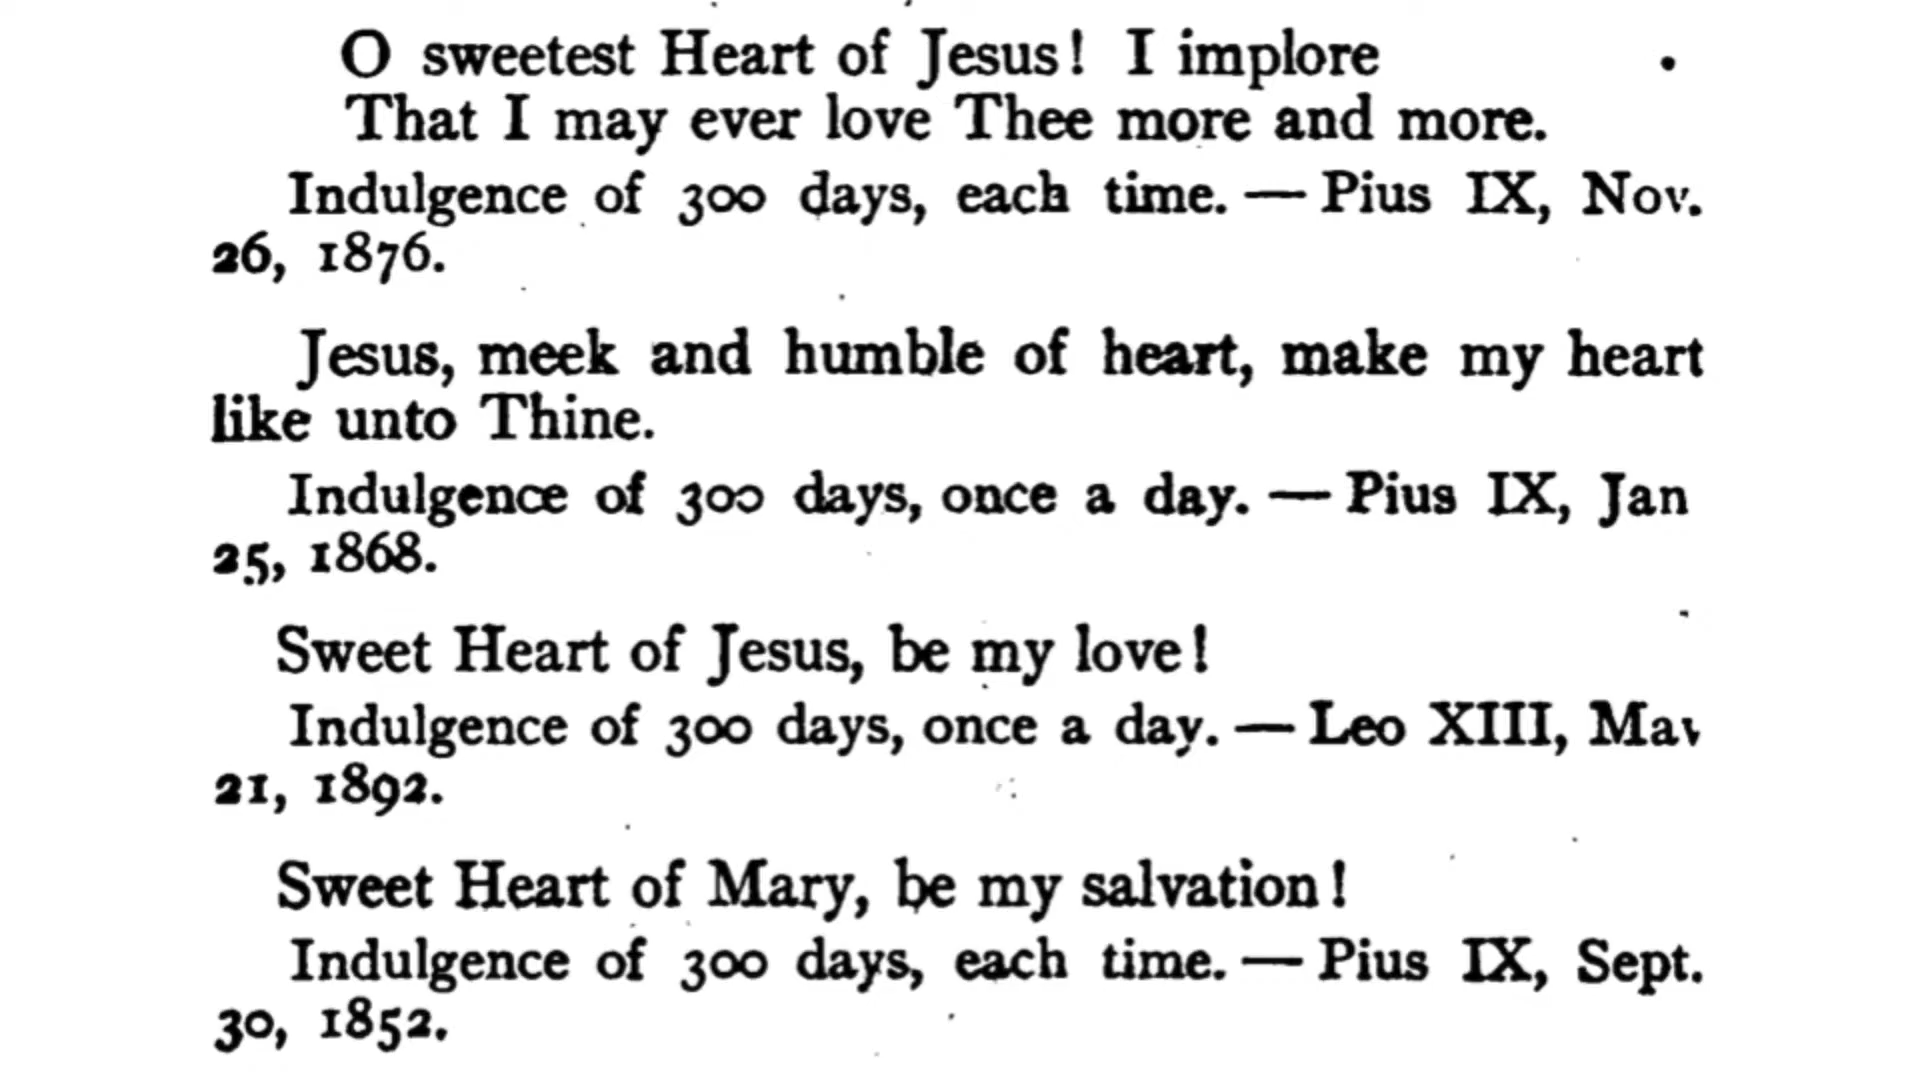 O sweetest Heart of Jesus! I implore
That I may ever love Thee more and more.
Indulgence of 300 days, each time. — Pius IX, Nov.
26, 1876.
Jesus, meek and humble of heart, make my heart
like unto Thine.
Indulgence of 300 days, once a day. — Pius IX, Jan
25, 1868.
Sweet Heart of Jesus, be my love!
Indulgence of 300 days, once a day. — Leo XIII, May
21, 1892.
Sweet Heart of Mary, be my salvation!
Indulgence of 300 days, each time. — Pius IX, Sept.
30, 1852.